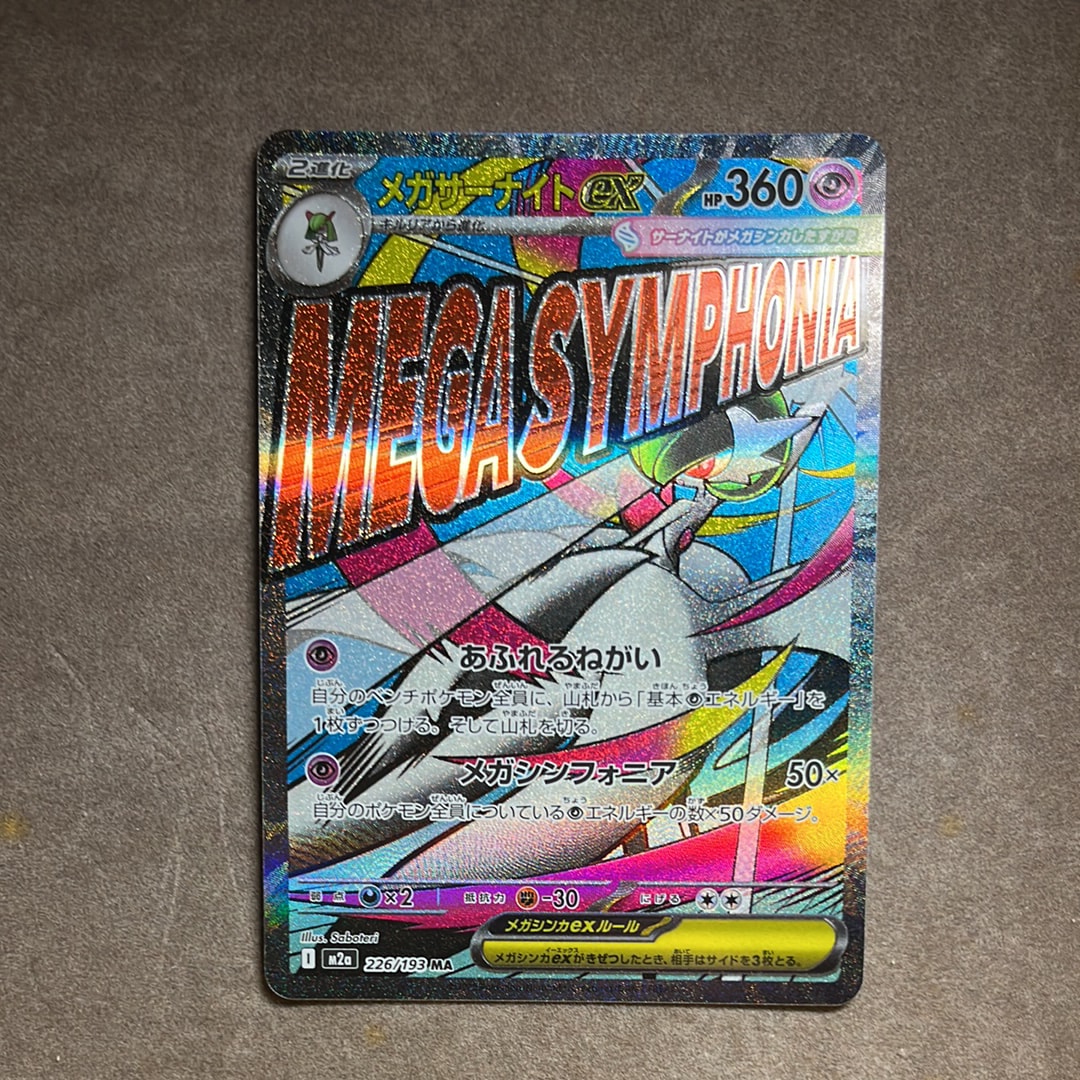 2進化
メガサーナイトex
HP360
キルリアから進化
サーナイトがメガシンカしたすがた
MEGA SYMPHONIA
あふれるねがい
自分のベンチポケモン全員に、山札から「基本エネルギー」を
1枚ずつつける。そして山札を切る。
メガシンフォニア 50×
自分のポケモン全員についているエネルギーの数×50ダメージ。
弱点 ×2 抵抗力 -30 にげる
Illus. Saboteri
メガシンカexルール
メガシンカexがきぜつしたとき、相手はサイドを3枚とる。
I m2a 226/193 MA